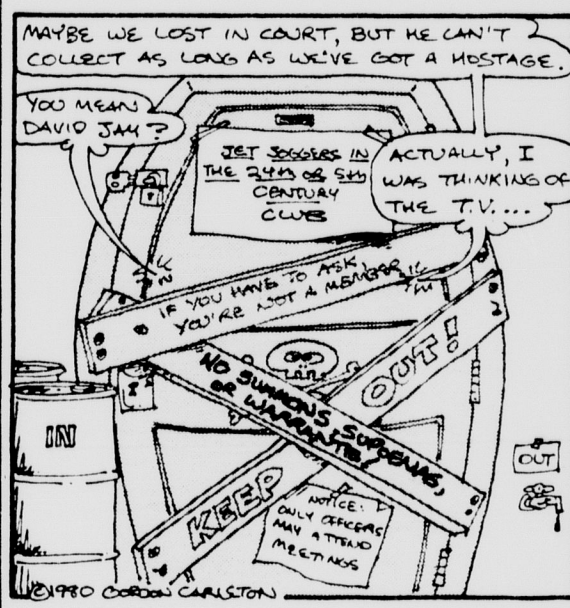 MAYBE WE LOST IN COURT, BUT HE CAN'T
COLLECT AS LONG AS WE'VE GOT A HOSTAGE.
YOU MEAN
DAVID JAY?
ACTUALLY, I
WAS THINKING OF
THE T.V....
JET JOGGERS IN
THE 24TH OR 5TH
CENTURY
CLUB
IF YOU HAVE TO ASK,
YOU'RE NOT A MEMBER
NO SUMMONS, SUPOENAS,
OR WARRANTS!
KEEP OUT!
NOTICE:
ONLY OFFICERS
MAY ATTEND
MEETINGS
IN
OUT
©1980 GORDON CARLETON